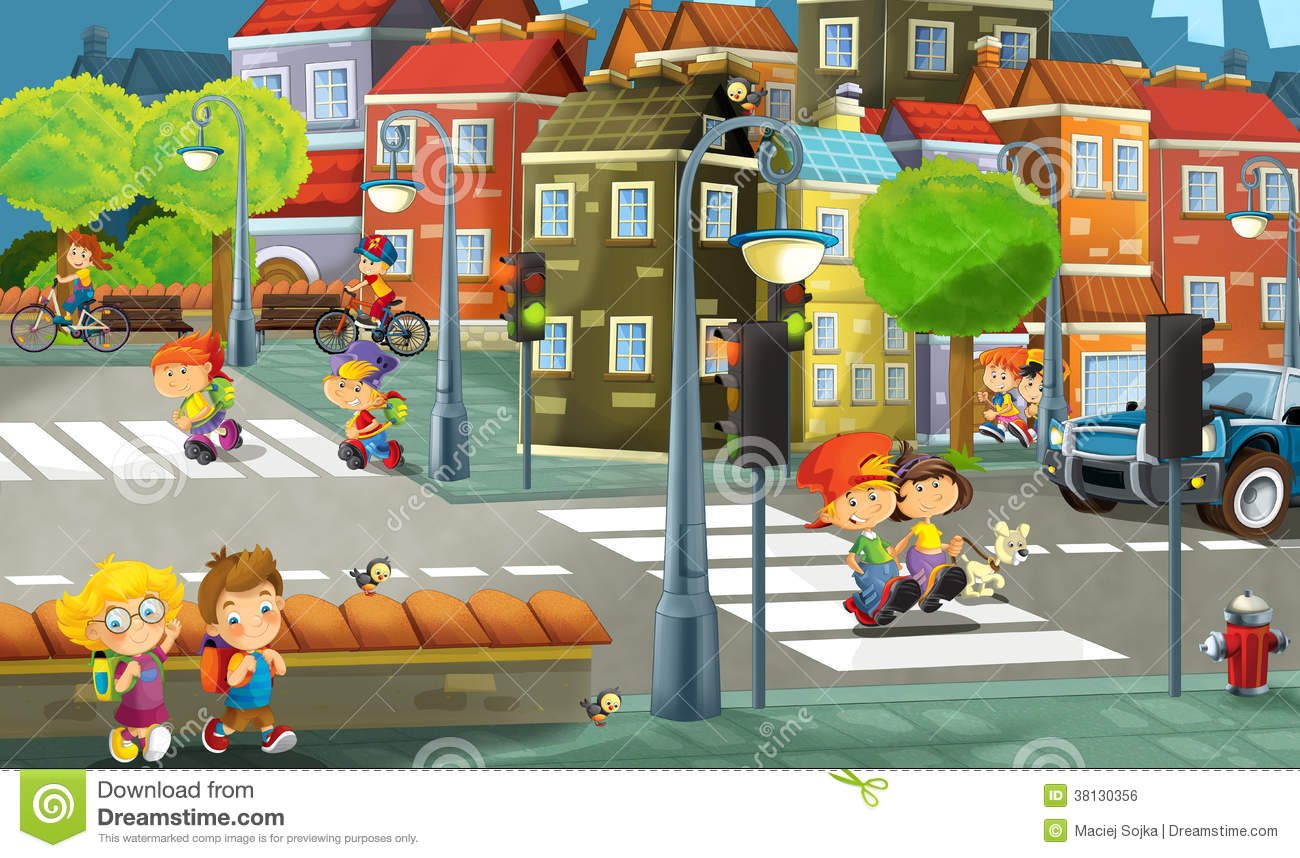 Download from
Dreamstime.com
This watermarked comp image is for previewing purposes only.
ID 38130356
© Maciej Sojka | Dreamstime.com
dreamstime